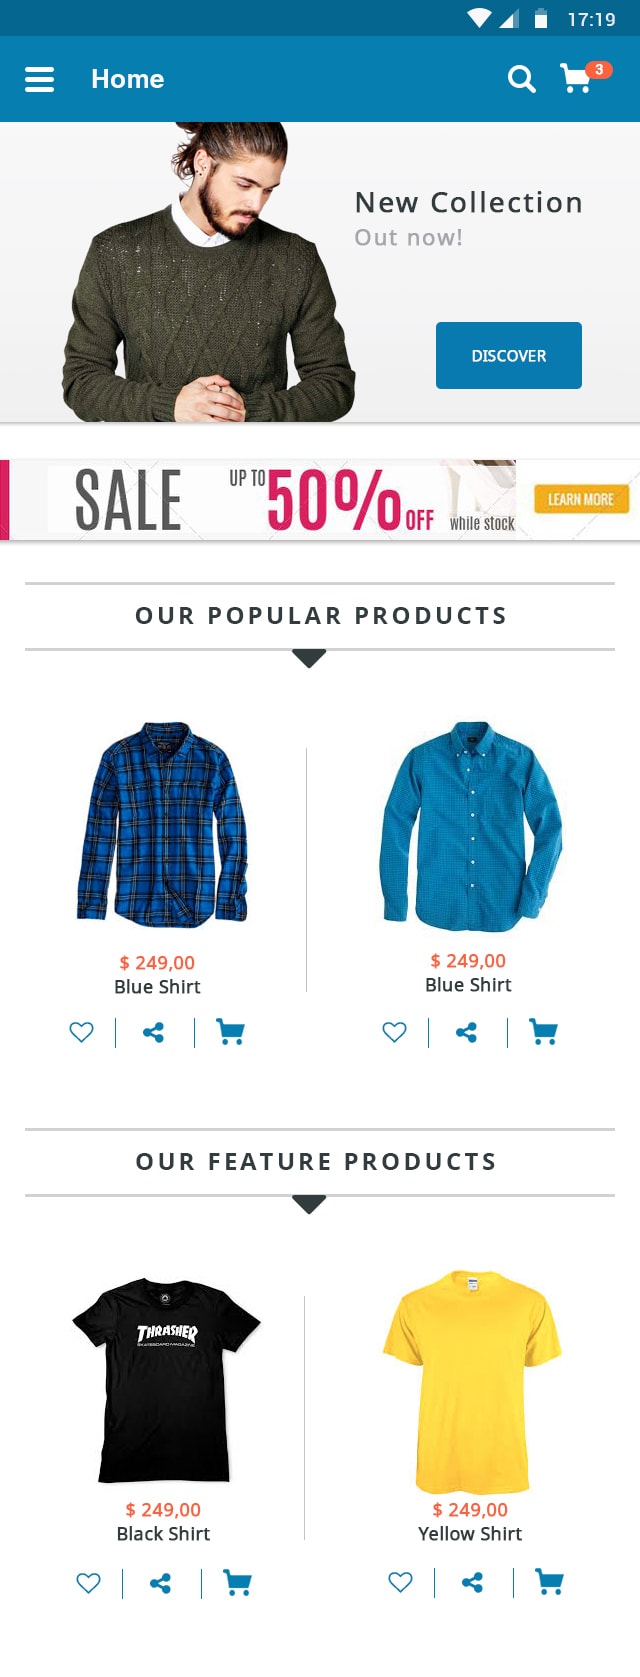 17:19
Home
3
New Collection
Out now!
DISCOVER
SALE UP TO 50% OFF while stock
LEARN MORE
OUR POPULAR PRODUCTS
$ 249,00
Blue Shirt
$ 249,00
Blue Shirt
OUR FEATURE PRODUCTS
THRASHER
SKATEBOARD MAGAZINE
$ 249,00
Black Shirt
$ 249,00
Yellow Shirt